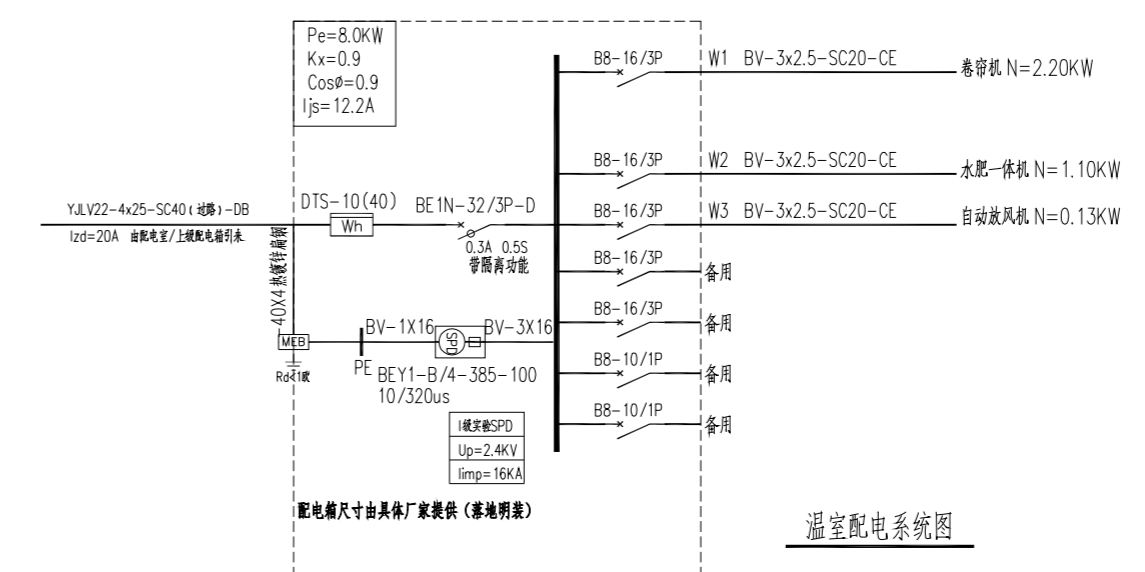 Pe=8.0KW
Kx=0.9
CosØ=0.9
Ijs=12.2A
B8-16/3P W1 BV-3x2.5-SC20-CE 卷帘机 N=2.20KW
B8-16/3P W2 BV-3x2.5-SC20-CE 水肥一体机 N=1.10KW
B8-16/3P W3 BV-3x2.5-SC20-CE 自动放风机 N=0.13KW
B8-16/3P 备用
B8-16/3P 备用
B8-10/1P 备用
B8-10/1P 备用
YJLV22-4x25-SC40(过路)-DB
Izd=20A 由配电室/上级配电箱引来
DTS-10(40)
Wh
BE1N-32/3P-D
0.3A 0.5S
带隔离功能
40X4热镀锌扁钢
MEB
Rd<1欧
PE
BV-1X16
SPD
BV-3X16
BEY1-B/4-385-100
10/320us
I级实验SPD
Up=2.4KV
Iimp=16KA
配电箱尺寸由具体厂家提供（落地明装）
温室配电系统图